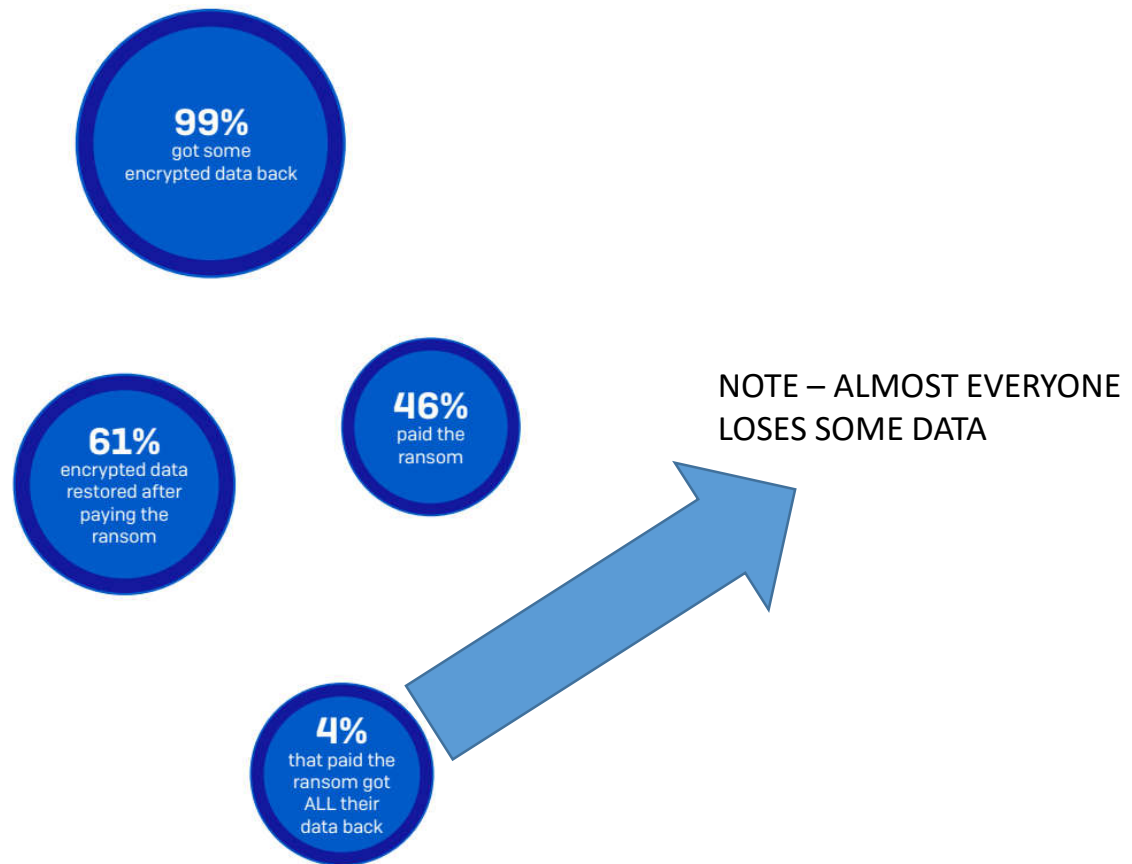 99%
got some
encrypted data back
46%
paid the
ransom
61%
encrypted data
restored after
paying the
ransom
NOTE – ALMOST EVERYONE
LOSES SOME DATA
4%
that paid the
ransom got
ALL their
data back